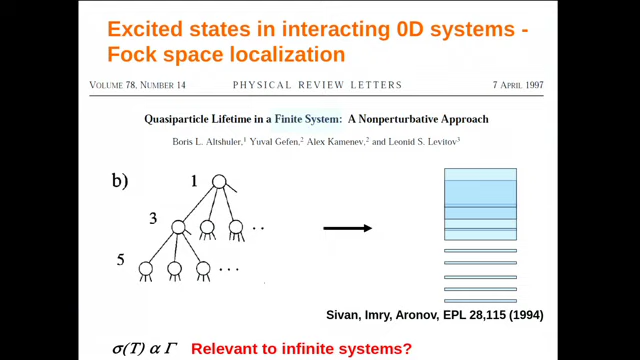 Excited states in interacting 0D systems -
Fock space localization
VOLUME 78, NUMBER 14 PHYSICAL REVIEW LETTERS 7 APRIL 1997
Quasiparticle Lifetime in a Finite System: A Nonperturbative Approach
Boris L. Altshuler,1 Yuval Gefen,2 Alex Kamenev,2 and Leonid S. Levitov3
b) 1
3
5
Sivan, Imry, Aronov, EPL 28,115 (1994)
σ(T) α Γ Relevant to infinite systems?